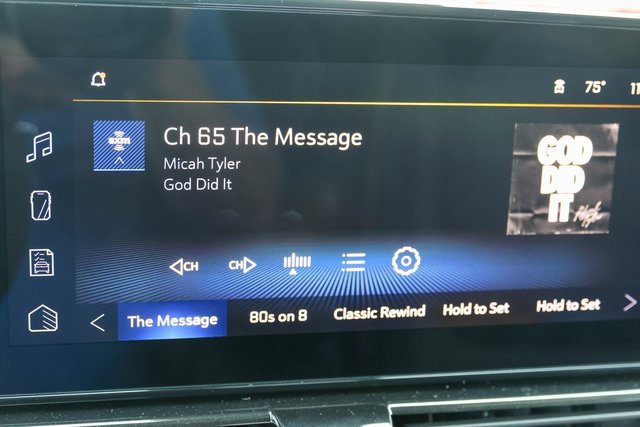 75° 11
Ch 65 The Message
Micah Tyler
God Did It
GOD
DID
IT
CH
CH
The Message
80s on 8
Classic Rewind
Hold to Set
Hold to Set